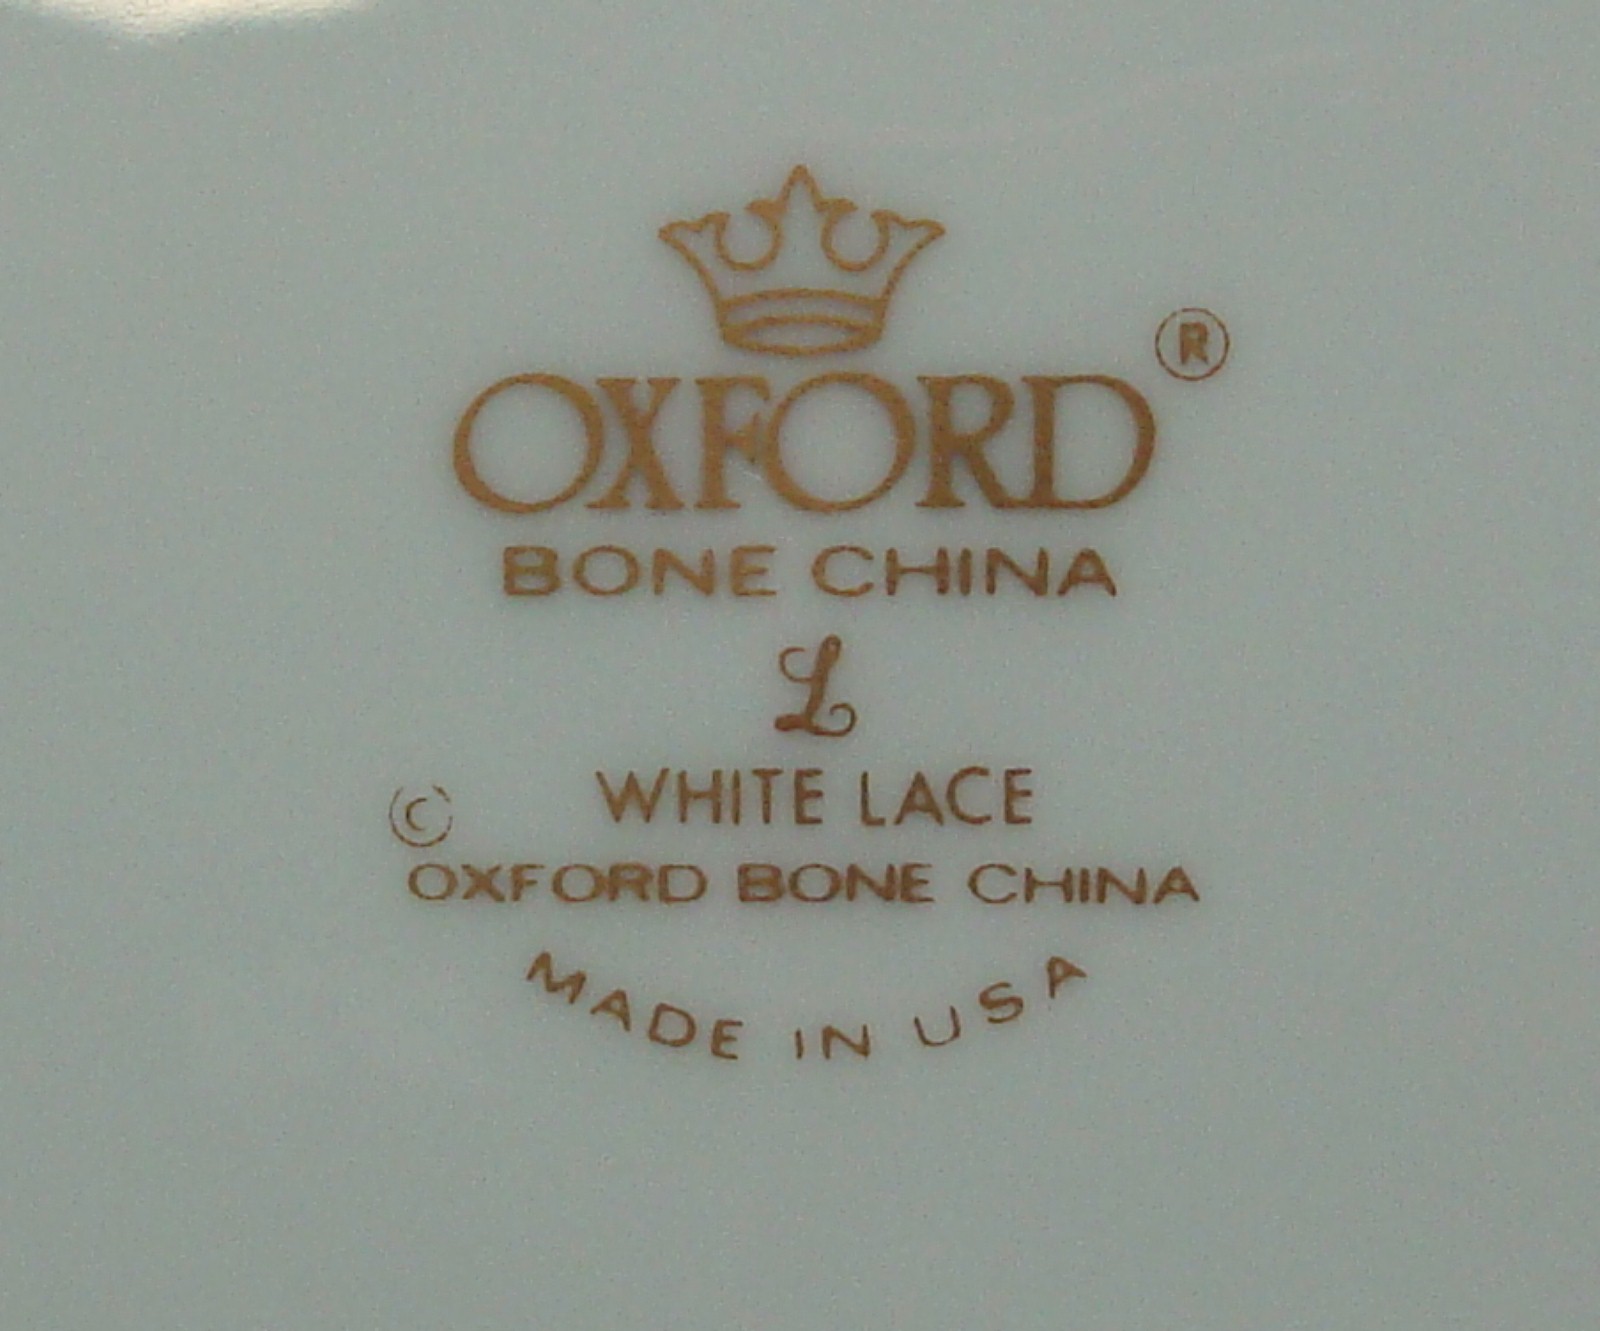 OXFORD ®
BONE CHINA
L
WHITE LACE
©
OXFORD BONE CHINA
MADE IN USA